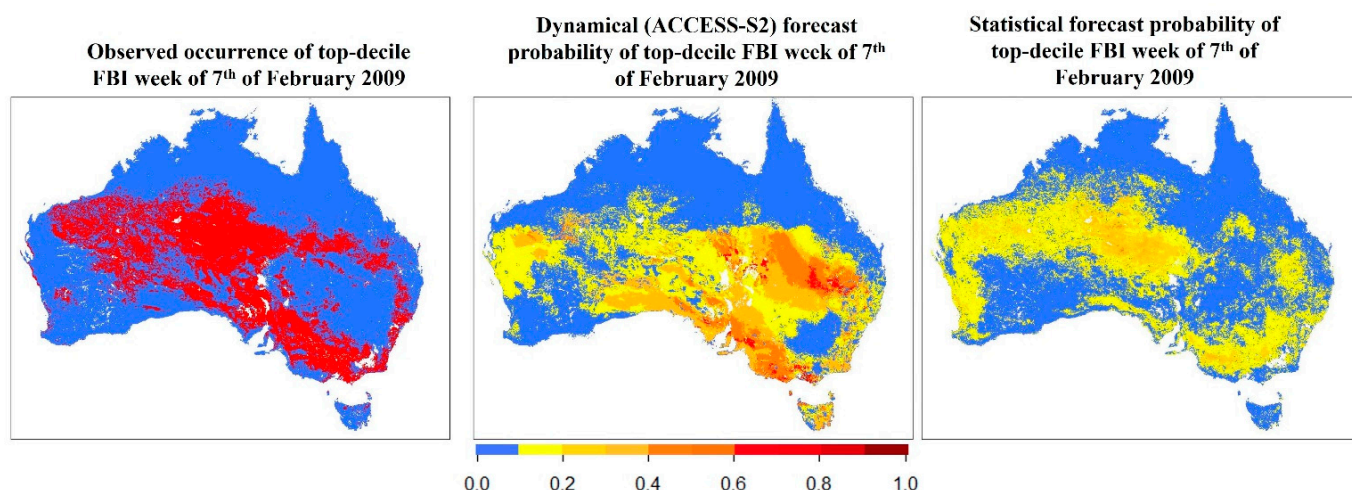 Observed occurrence of top-decile
FBI week of 7th of February 2009
Dynamical (ACCESS-S2) forecast
probability of top-decile FBI week of 7th
of February 2009
Statistical forecast probability of
top-decile FBI week of 7th of
February 2009
0.0 0.2 0.4 0.6 0.8 1.0